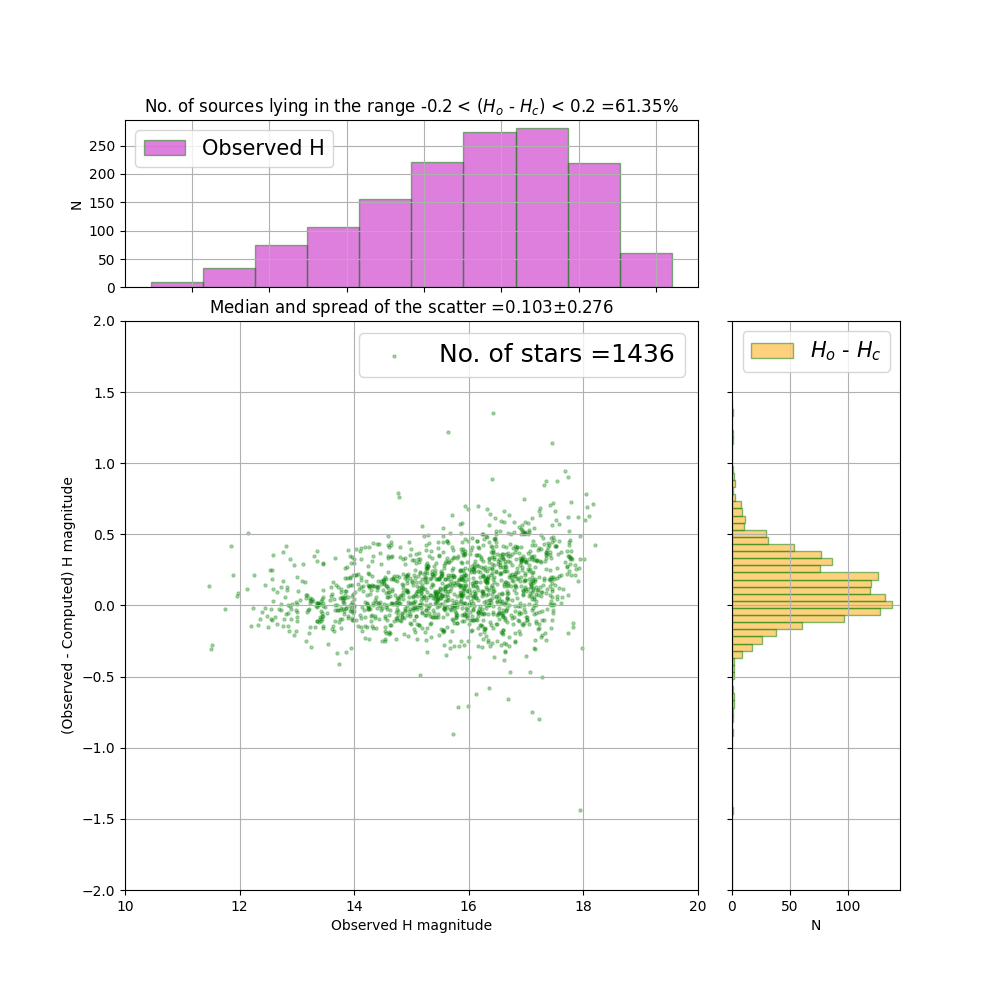 No. of sources lying in the range -0.2 < (H_o - H_c) < 0.2 =61.35%
Observed H
250
200
150
100
50
0
N
Median and spread of the scatter =0.103±0.276
No. of stars =1436
H_o - H_c
2.0
1.5
1.0
0.5
0.0
−0.5
−1.0
−1.5
−2.0
(Observed - Computed) H magnitude
10 12 14 16 18 20
Observed H magnitude
0 50 100
N